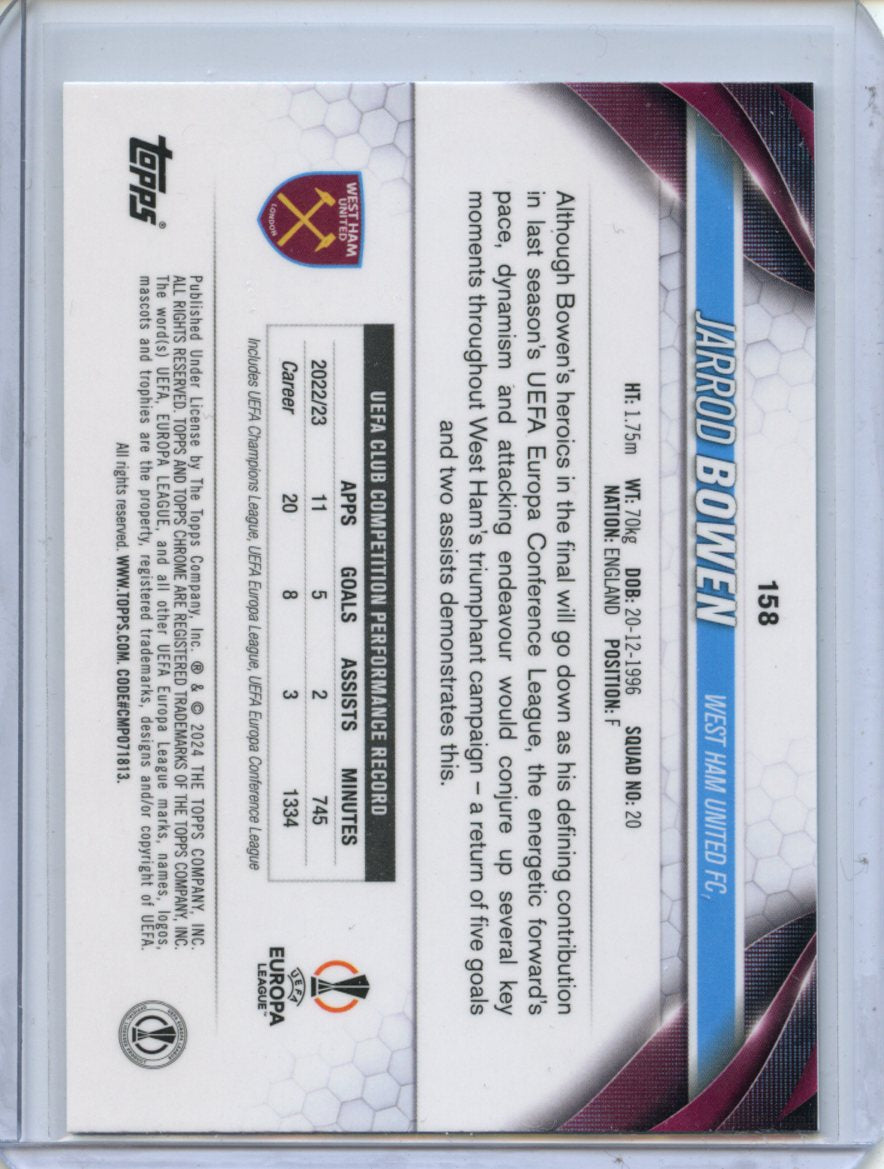 158
JARROD BOWEN WEST HAM UNITED FC,
HT: 1.75m WT: 70kg DOB: 20-12-1996 SQUAD NO: 20
NATION: ENGLAND POSITION: F
Although Bowen's heroics in the final will go down as his defining contribution
in last season's UEFA Europa Conference League, the energetic forward's
pace, dynamism and attacking endeavour would conjure up several key
moments throughout West Ham's triumphant campaign – a return of five goals
and two assists demonstrates this.
WEST HAM
UNITED
LONDON
UEFA CLUB COMPETITION PERFORMANCE RECORD
APPS GOALS ASSISTS MINUTES
2022/23 11 5 2 745
Career 20 8 3 1334
Includes UEFA Champions League, UEFA Europa League, UEFA Europa Conference League
UEFA
EUROPA
LEAGUE™
topps®
Published Under License by The Topps Company, Inc. ® & © 2024 THE TOPPS COMPANY, INC.
ALL RIGHTS RESERVED. TOPPS AND TOPPS CHROME ARE REGISTERED TRADEMARKS OF THE TOPPS COMPANY, INC.
The word(s) UEFA, EUROPA LEAGUE, and all other UEFA Europa League marks, names, logos,
mascots and trophies are the property, registered trademarks, designs and/or copyright of UEFA.
All rights reserved. WWW.TOPPS.COM. CODE#CMP071813.